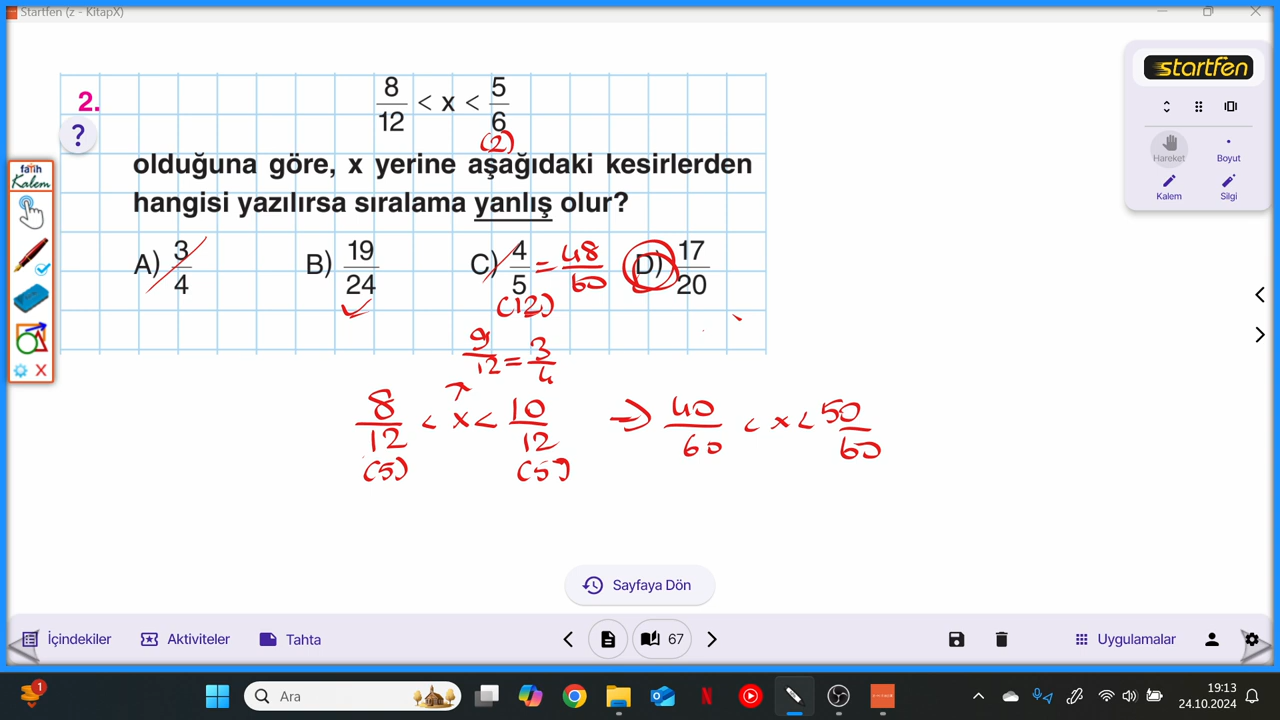 Startfen (z - KitapX)
startfen
Hareket
Boyut
Kalem
Silgi
fatih
Kalem
2.
?
8/12 < x < 5/6
(2)
olduğuna göre, x yerine aşağıdaki kesirlerden
hangisi yazılırsa sıralama yanlış olur?
A) 3/4 B) 19/24 C) 4/5 = 48/60 D) 17/20
(12)
9/12 = 3/4
8/12 < x < 10/12 ⇒ 40/60 < x < 50/60
(5) (5)
Sayfaya Dön
İçindekiler
Aktiviteler
Tahta
67
Uygulamalar
1
Ara
19:13
24.10.2024